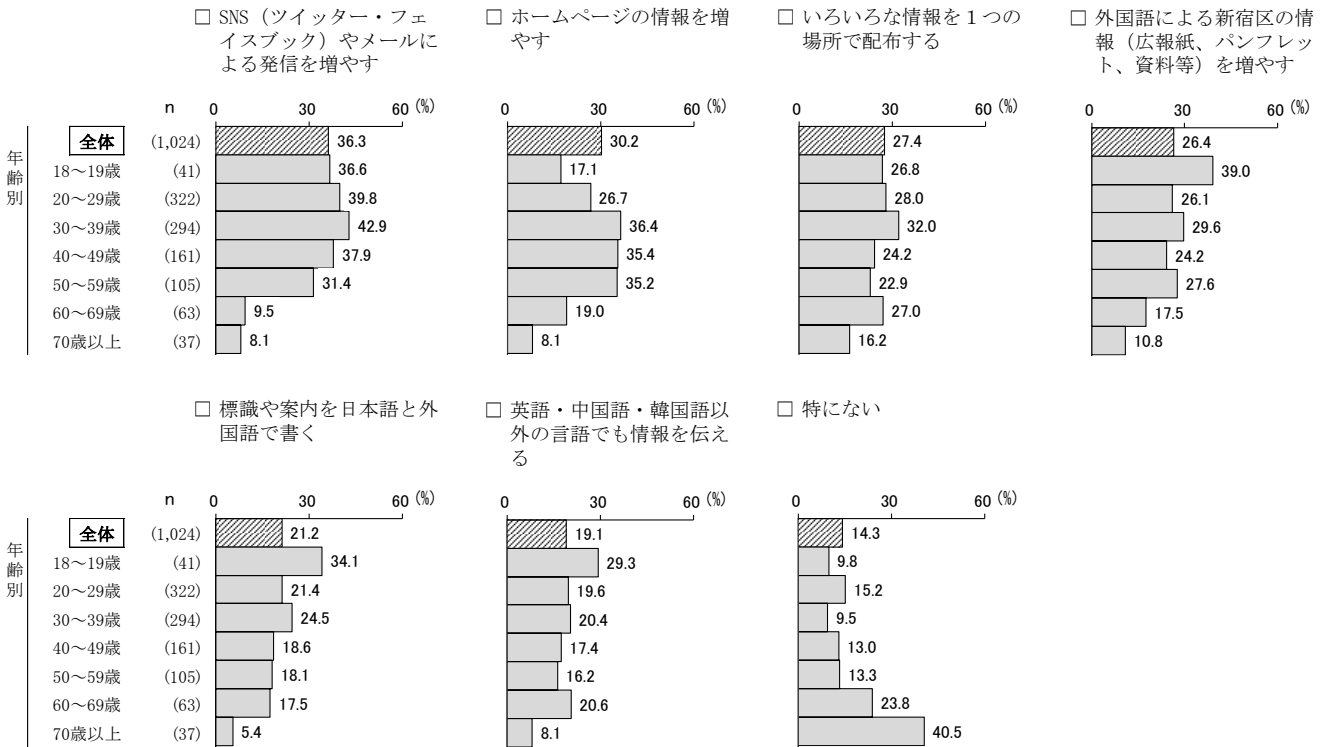 □ SNS（ツイッター・フェ
イスブック）やメールに
よる発信を増やす
□ ホームページの情報を増
やす
□ いろいろな情報を１つの
場所で配布する
□ 外国語による新宿区の情
報（広報紙、パンフレッ
ト、資料等）を増やす
n 0 30 60 (%) 0 30 60 (%) 0 30 60 (%) 0 30 60 (%)
年齢別
全体 (1,024) 36.3 30.2 27.4 26.4
18～19歳 (41) 36.6 17.1 26.8 39.0
20～29歳 (322) 39.8 26.7 28.0 26.1
30～39歳 (294) 42.9 36.4 32.0 29.6
40～49歳 (161) 37.9 35.4 24.2 24.2
50～59歳 (105) 31.4 35.2 22.9 27.6
60～69歳 (63) 9.5 19.0 27.0 17.5
70歳以上 (37) 8.1 8.1 16.2 10.8
□ 標識や案内を日本語と外
国語で書く
□ 英語・中国語・韓国語以
外の言語でも情報を伝え
る
□ 特にない
n 0 30 60 (%) 0 30 60 (%) 0 30 60 (%)
年齢別
全体 (1,024) 21.2 19.1 14.3
18～19歳 (41) 34.1 29.3 9.8
20～29歳 (322) 21.4 19.6 15.2
30～39歳 (294) 24.5 20.4 9.5
40～49歳 (161) 18.6 17.4 13.0
50～59歳 (105) 18.1 16.2 13.3
60～69歳 (63) 17.5 20.6 23.8
70歳以上 (37) 5.4 8.1 40.5